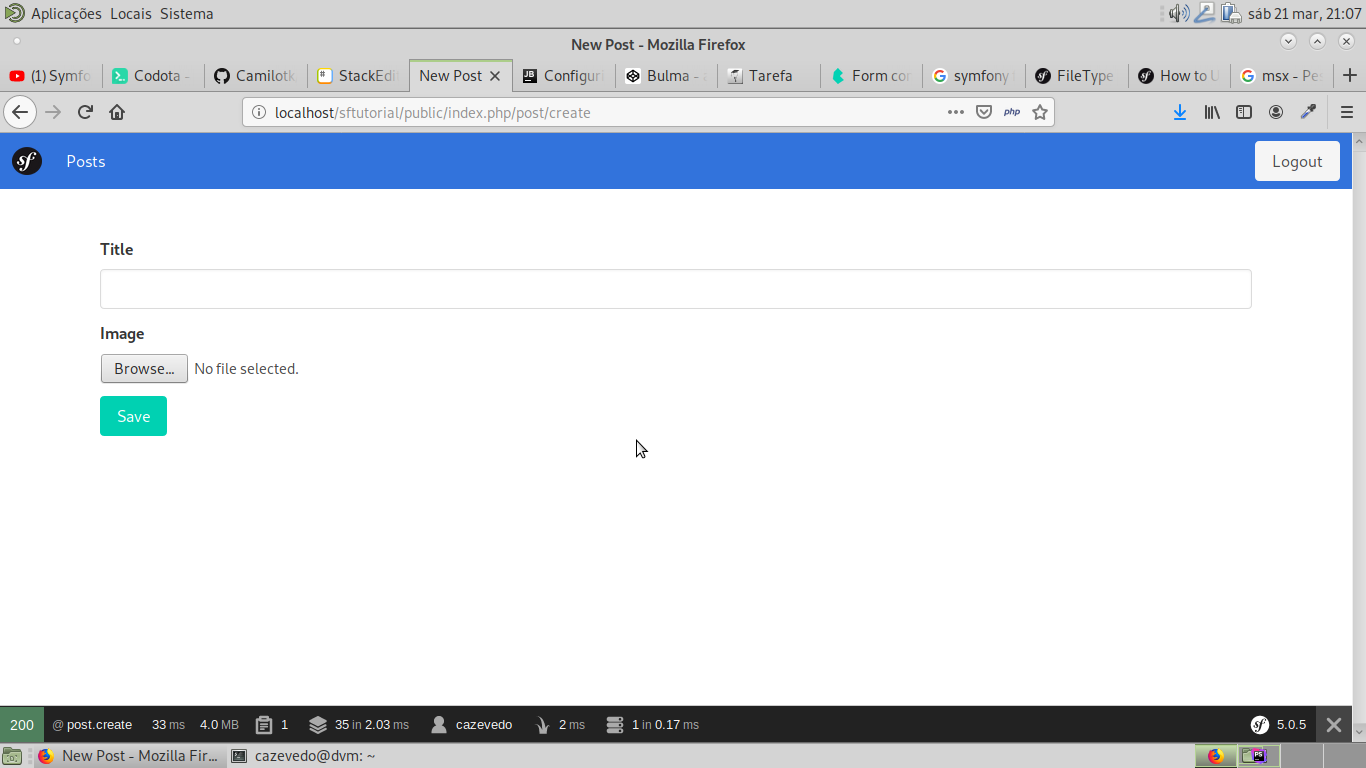 Aplicações Locais Sistema
sáb 21 mar, 21:07
New Post - Mozilla Firefox
(1) Symfo
Codota -
Camilotk
StackEdi
New Post
Configur
Bulma -
Tarefa
Form co
symfony
FileType
How to U
msx - Pe
localhost/sftutorial/public/index.php/post/create
php
sf Posts
Logout
Title
Image
Browse... No file selected.
Save
200 @ post.create 33 ms 4.0 MB 1 35 in 2.03 ms cazevedo 2 ms 1 in 0.17 ms sf 5.0.5
New Post - Mozilla Fir...
cazevedo@dvm: ~